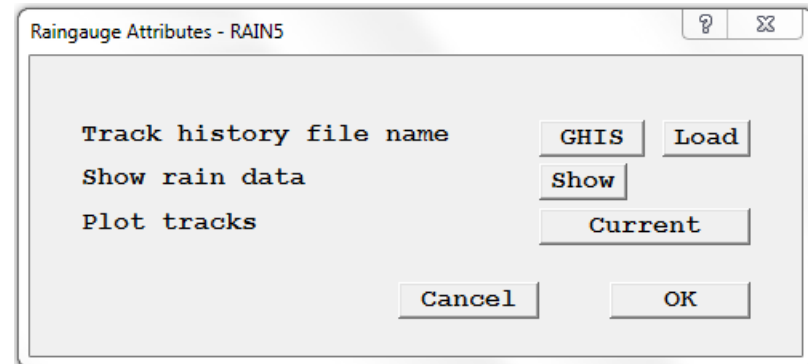 Raingauge Attributes - RAIN5
Track history file name GHIS Load
Show rain data Show
Plot tracks Current
Cancel OK